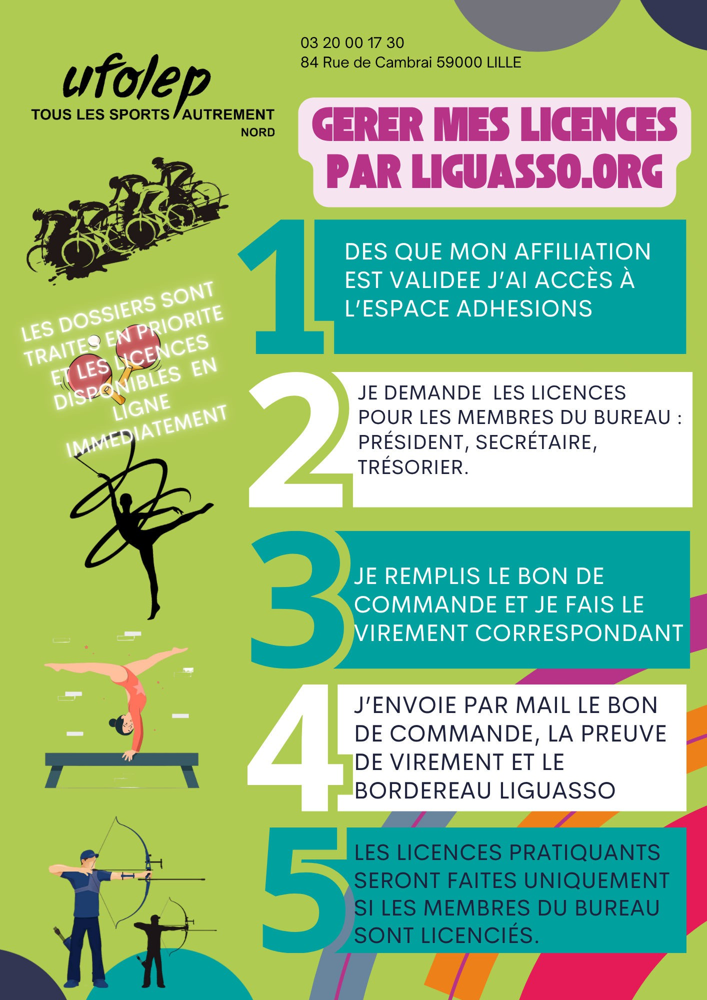 03 20 00 17 30
84 Rue de Cambrai 59000 LILLE
ufolep
TOUS LES SPORTS AUTREMENT
NORD
GERER MES LICENCES
PAR LIGUASSO.ORG
LES DOSSIERS SONT
TRAITES EN PRIORITE
ET LES LICENCES
DISPONIBLES EN
LIGNE
IMMEDIATEMENT
1
DES QUE MON AFFILIATION
EST VALIDEE J'AI ACCÈS À
L'ESPACE ADHESIONS
2
JE DEMANDE LES LICENCES
POUR LES MEMBRES DU BUREAU :
PRÉSIDENT, SECRÉTAIRE,
TRÉSORIER.
3
JE REMPLIS LE BON DE
COMMANDE ET JE FAIS LE
VIREMENT CORRESPONDANT
4
J'ENVOIE PAR MAIL LE BON
DE COMMANDE, LA PREUVE
DE VIREMENT ET LE
BORDEREAU LIGUASSO
5
LES LICENCES PRATIQUANTS
SERONT FAITES UNIQUEMENT
SI LES MEMBRES DU BUREAU
SONT LICENCIÉS.